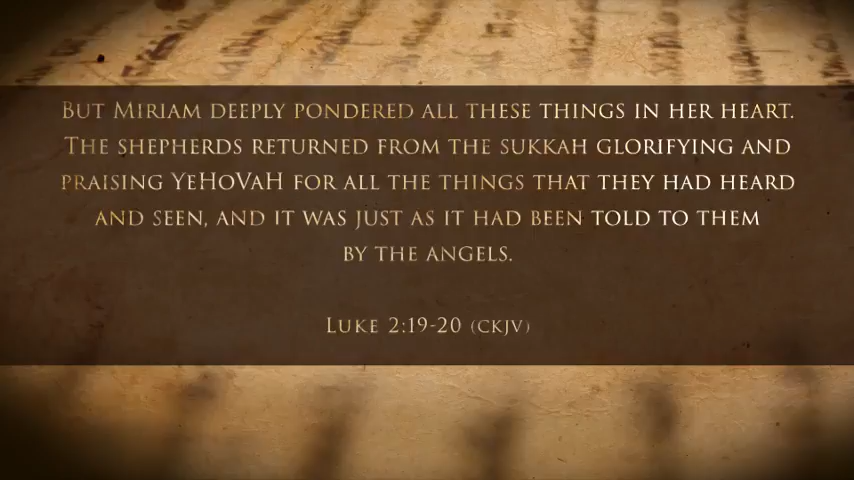 But Miriam deeply pondered all these things in her heart.
The shepherds returned from the sukkah glorifying and
praising YeHoVaH for all the things that they had heard
and seen, and it was just as it had been told to them
by the angels.
Luke 2:19-20 (CKJV)